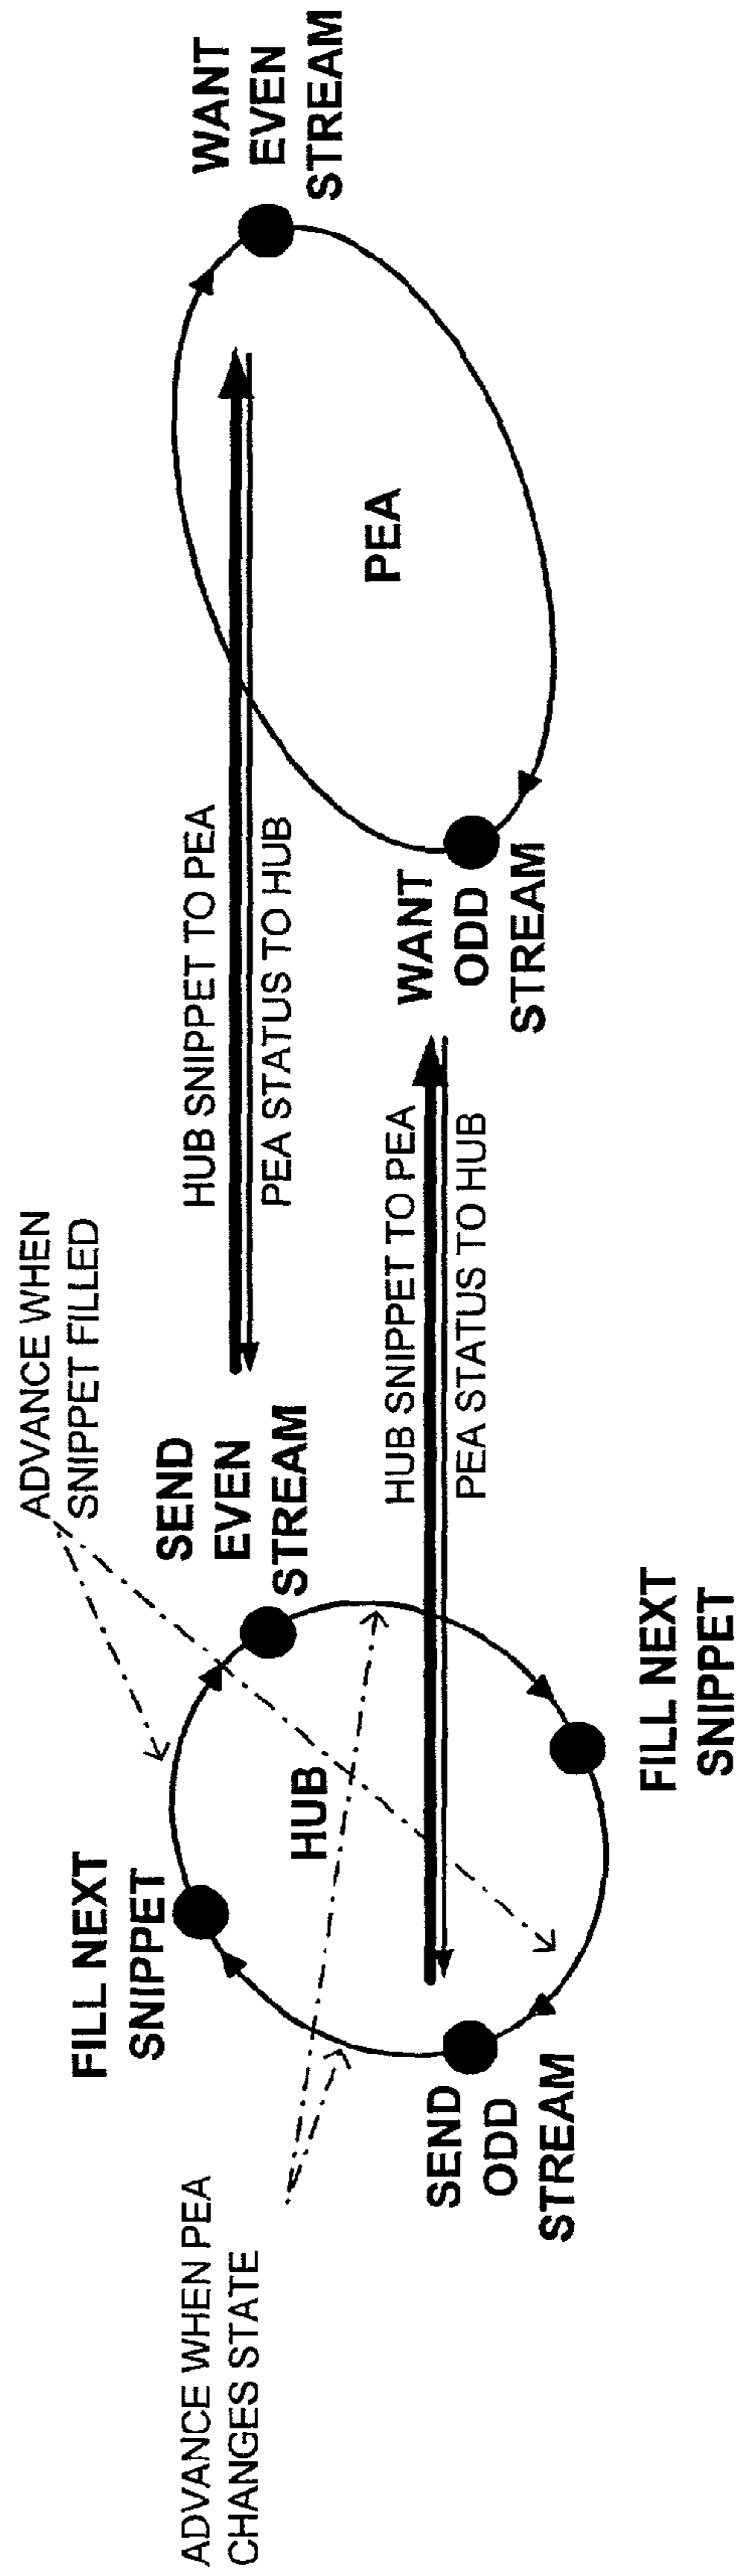 ADVANCE WHEN PEA
CHANGES STATE
FILL NEXT
SNIPPET
SEND
ODD
STREAM
HUB
ADVANCE WHEN
SNIPPET FILLED
SEND
EVEN
STREAM
FILL NEXT
SNIPPET
HUB SNIPPET TO PEA
PEA STATUS TO HUB
HUB SNIPPET TO PEA
PEA STATUS TO HUB
WANT
ODD
STREAM
PEA
WANT
EVEN
STREAM